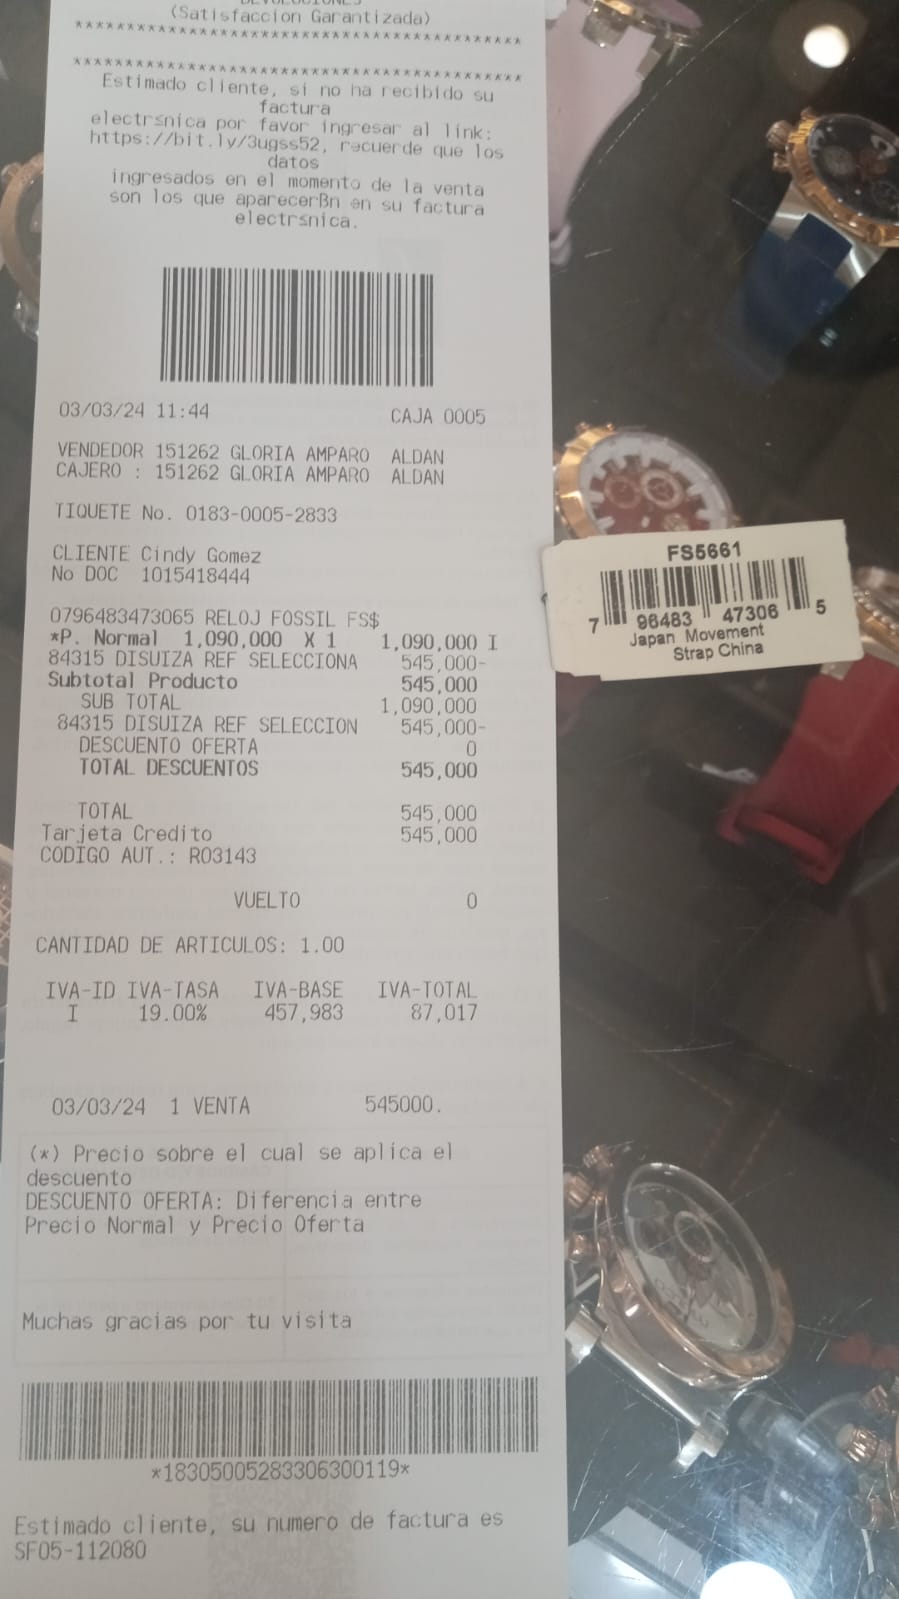 (Satisfaccion Garantizada)
******************************************
******************************************
Estimado cliente, si no ha recibido su
factura
electr≤nica por favor ingresar al link:
https://bit.ly/3ugss52, recuerde que los
datos
ingresados en el momento de la venta
son los que aparecerßn en su factura
electr≤nica.
03/03/24 11:44 CAJA 0005
VENDEDOR 151262 GLORIA AMPARO ALDAN
CAJERO : 151262 GLORIA AMPARO ALDAN
TIQUETE No. 0183-0005-2833
CLIENTE Cindy Gomez
No DOC 1015418444
0796483473065 RELOJ FOSSIL FS$
*P. Normal 1,090,000 X 1 1,090,000 I
84315 DISUIZA REF SELECCIONA 545,000-
Subtotal Producto 545,000
SUB TOTAL 1,090,000
84315 DISUIZA REF SELECCION 545,000-
DESCUENTO OFERTA 0
TOTAL DESCUENTOS 545,000
TOTAL 545,000
Tarjeta Credito 545,000
CODIGO AUT.: R03143
VUELTO 0
CANTIDAD DE ARTICULOS: 1.00
IVA-ID IVA-TASA IVA-BASE IVA-TOTAL
I 19.00% 457,983 87,017
03/03/24 1 VENTA 545000.
(*) Precio sobre el cual se aplica el
descuento
DESCUENTO OFERTA: Diferencia entre
Precio Normal y Precio Oferta
Muchas gracias por tu visita
*18305005283306300119*
Estimado cliente, su numero de factura es
SF05-112080
FS5661
7 96483 47306 5
Japan Movement
Strap China